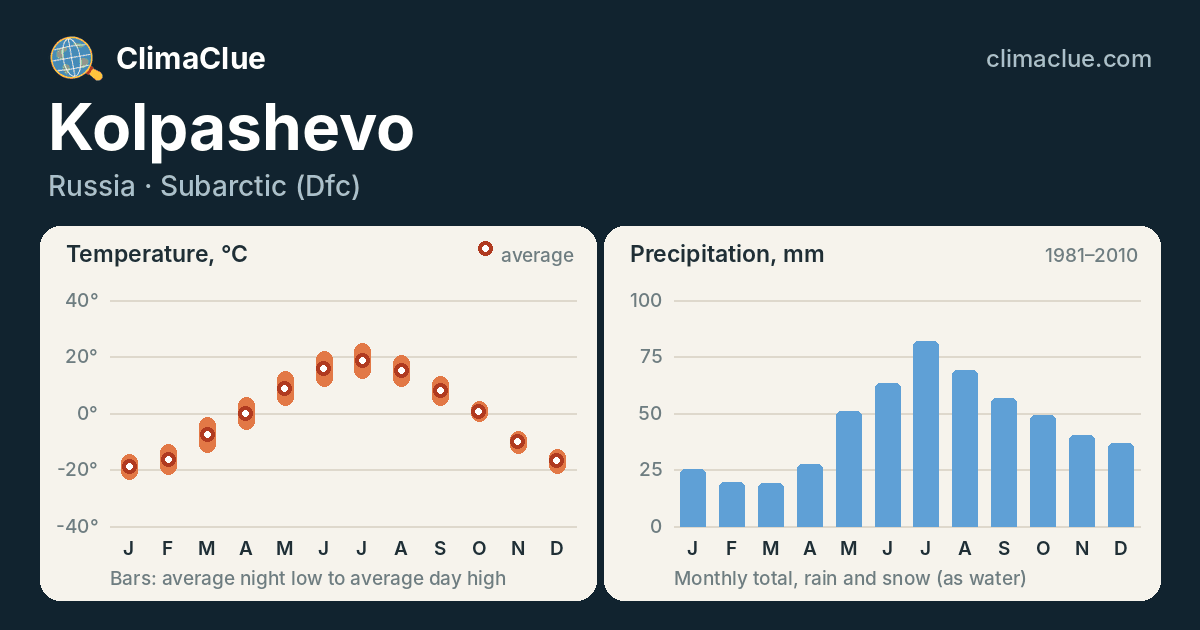 ClimaClue
climaclue.com
Kolpashevo
Russia · Subarctic (Dfc)
Temperature, °C
average
40°
20°
0°
-20°
-40°
J F M A M J J A S O N D
Bars: average night low to average day high
Precipitation, mm
1981–2010
100
75
50
25
0
J F M A M J J A S O N D
Monthly total, rain and snow (as water)